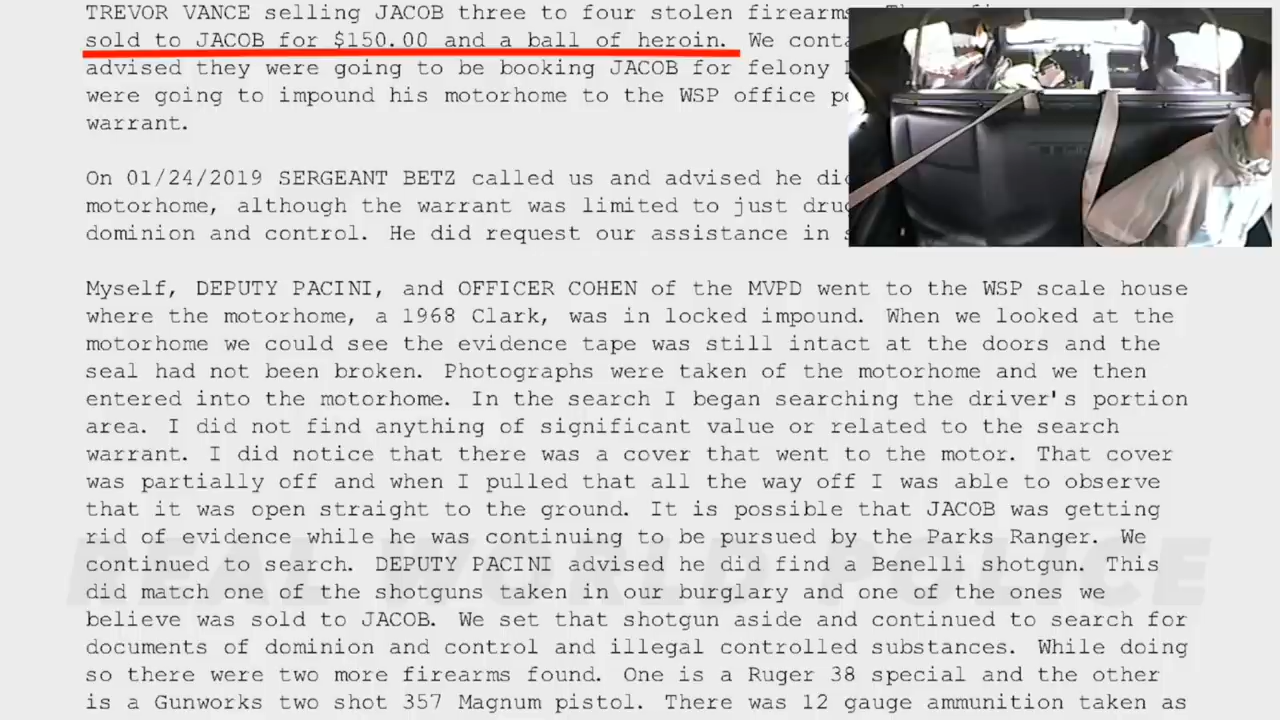 TREVOR VANCE selling JACOB three to four stolen firearms
sold to JACOB for $150.00 and a ball of heroin. We
advised they were going to be booking JACOB for felony
were going to impound his motorhome to the WSP office
warrant.
On 01/24/2019 SERGEANT BETZ called us and advised he
motorhome, although the warrant was limited to just
dominion and control. He did request our assistance in
Myself, DEPUTY PACINI, and OFFICER COHEN of the MVPD went to the WSP scale house
where the motorhome, a 1968 Clark, was in locked impound. When we looked at the
motorhome we could see the evidence tape was still intact at the doors and the
seal had not been broken. Photographs were taken of the motorhome and we then
entered into the motorhome. In the search I began searching the driver's portion
area. I did not find anything of significant value or related to the search
warrant. I did notice that there was a cover that went to the motor. That cover
was partially off and when I pulled that all the way off I was able to observe
that it was open straight to the ground. It is possible that JACOB was getting
rid of evidence while he was continuing to be pursued by the Parks Ranger. We
continued to search. DEPUTY PACINI advised he did find a Benelli shotgun. This
did match one of the shotguns taken in our burglary and one of the ones we
believe was sold to JACOB. We set that shotgun aside and continued to search for
documents of dominion and control and illegal controlled substances. While doing
so there were two more firearms found. One is a Ruger 38 special and the other
is a Gunworks two shot 357 Magnum pistol. There was 12 gauge ammunition taken as
REAL WORLD POLICE